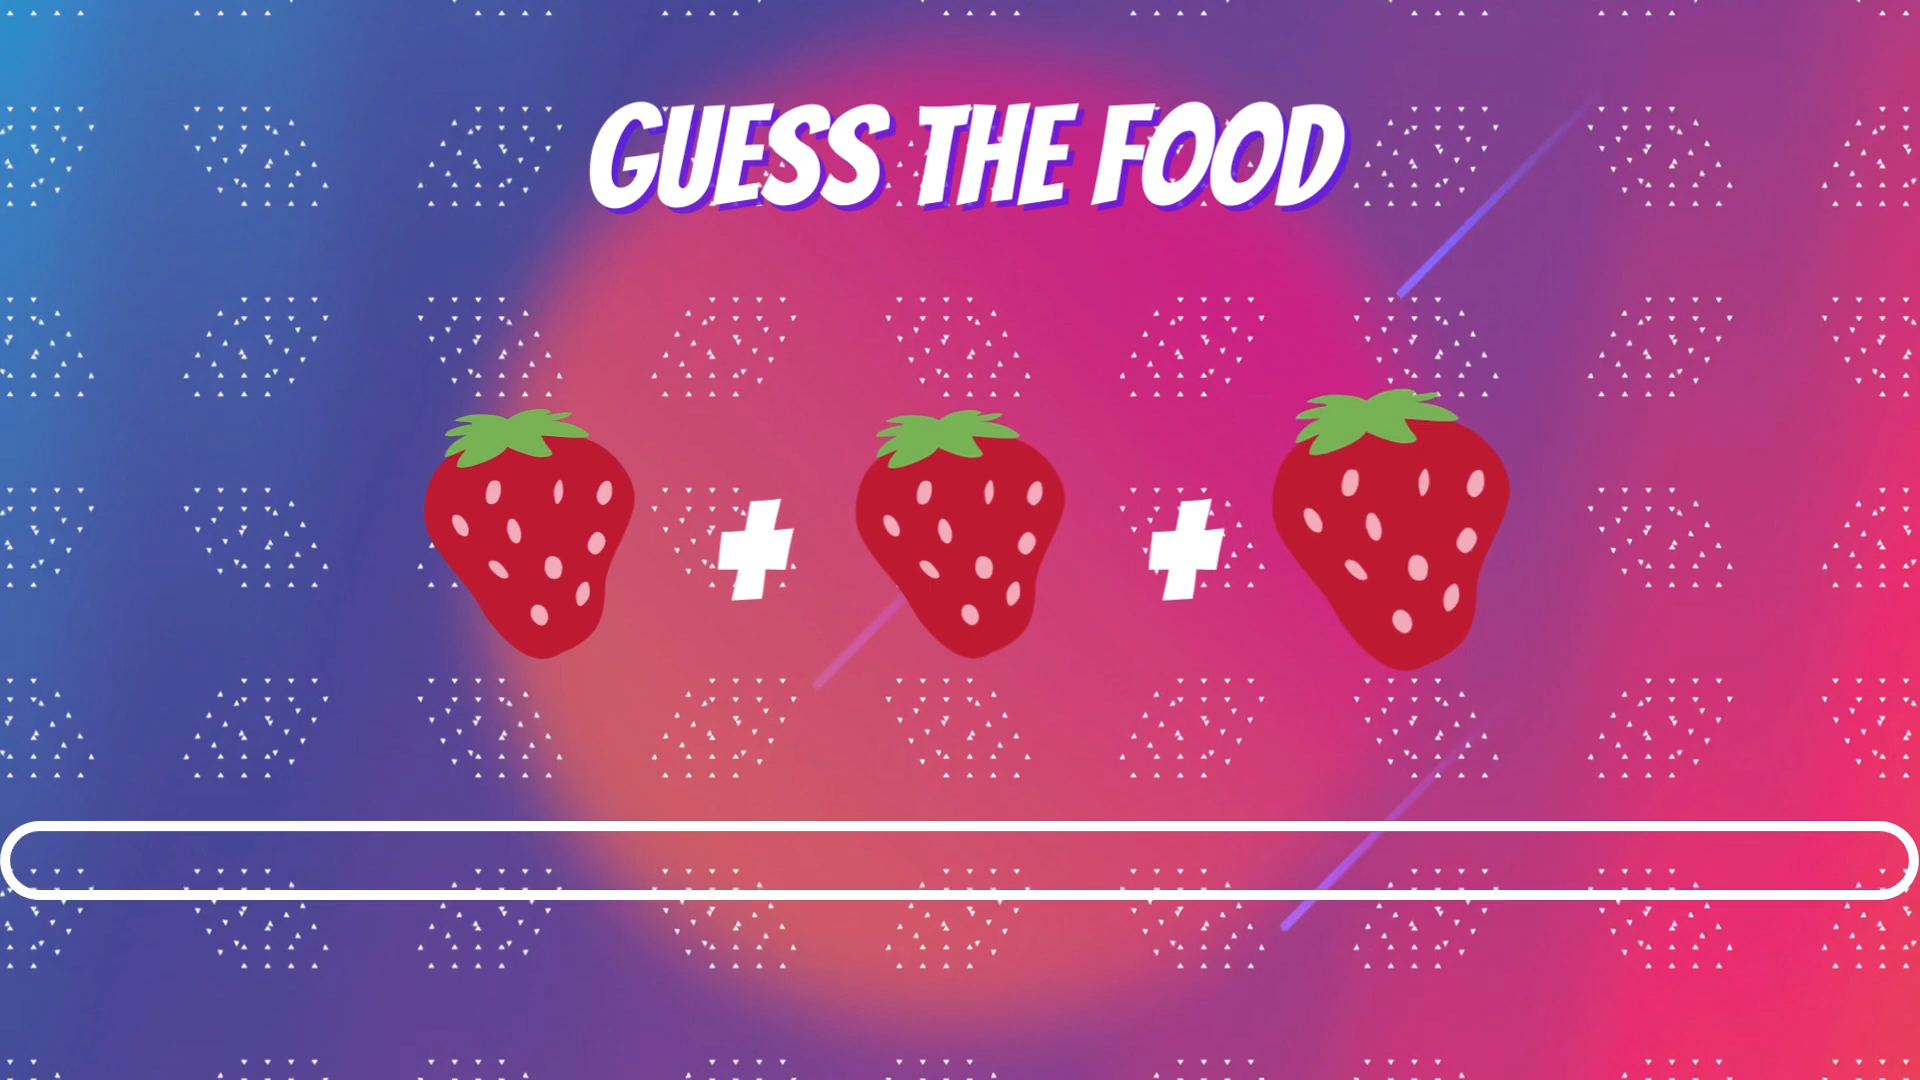 GUESS THE FOOD
+ +